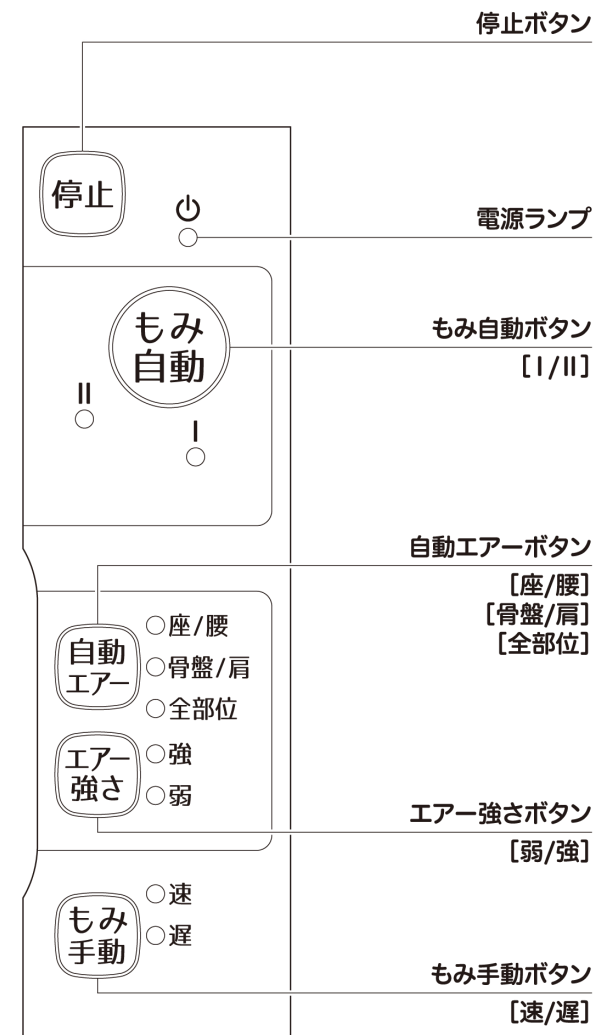 停止ボタン
停止
電源ランプ
もみ自動ボタン
[I/II]
もみ
自動
II
I
自動エアーボタン
[座/腰]
[骨盤/肩]
[全部位]
自動
エアー
座/腰
骨盤/肩
全部位
エアー
強さ
強
弱
エアー強さボタン
[弱/強]
もみ
手動
速
遅
もみ手動ボタン
[速/遅]